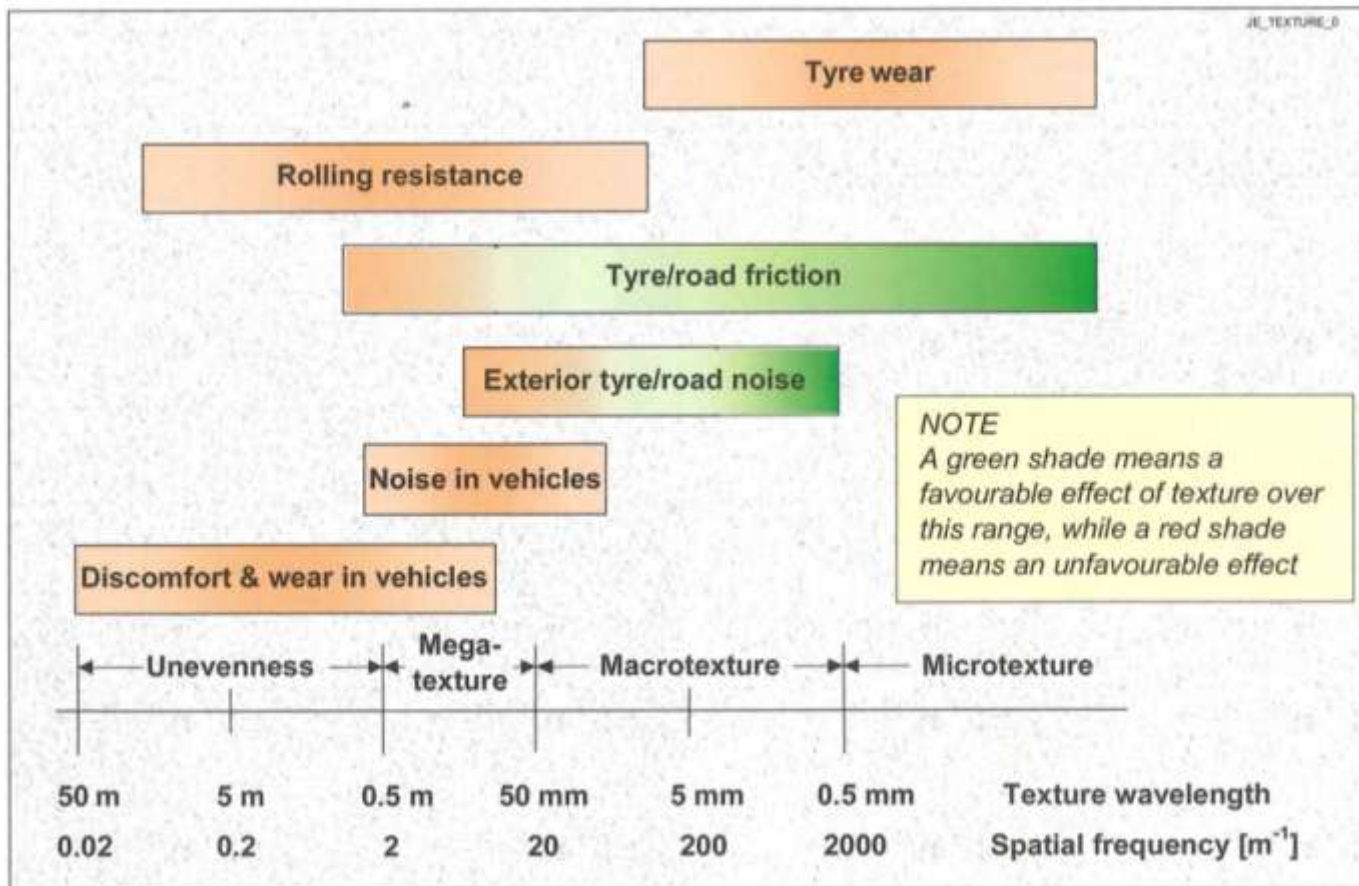 JE_TEXTURE_0
Tyre wear
Rolling resistance
Tyre/road friction
Exterior tyre/road noise
NOTE
A green shade means a
favourable effect of texture over
this range, while a red shade
means an unfavourable effect
Noise in vehicles
Discomfort & wear in vehicles
Unevenness
Mega-
texture
Macrotexture
Microtexture
50 m 5 m 0.5 m 50 mm 5 mm 0.5 mm Texture wavelength
0.02 0.2 2 20 200 2000 Spatial frequency [m⁻¹]